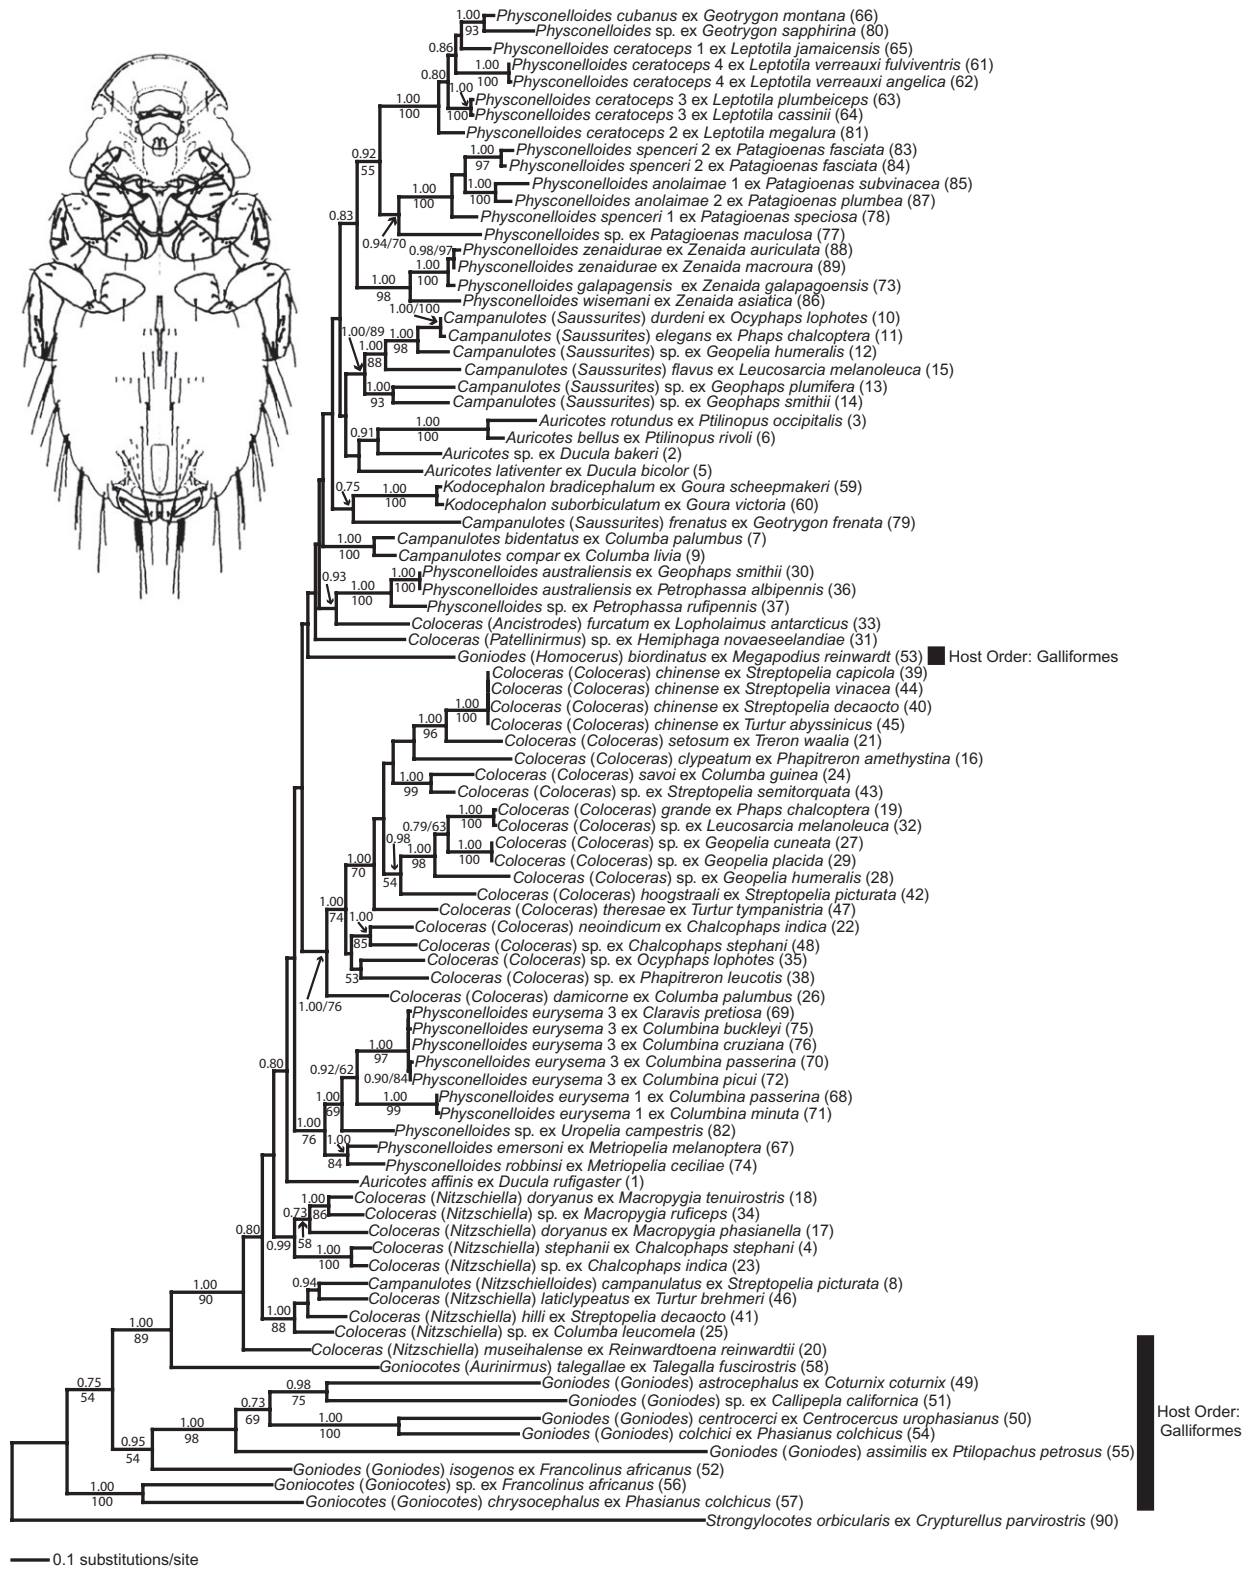 1.00
93
Physconelloides cubanus ex Geotrygon montana (66)
Physconelloides sp. ex Geotrygon sapphirina (80)
0.86
Physconelloides ceratoceps 1 ex Leptotila jamaicensis (65)
1.00
100
Physconelloides ceratoceps 4 ex Leptotila verreauxi fulviventris (61)
Physconelloides ceratoceps 4 ex Leptotila verreauxi angelica (62)
0.80
1.00
100
Physconelloides ceratoceps 3 ex Leptotila plumbeiceps (63)
Physconelloides ceratoceps 3 ex Leptotila cassinii (64)
1.00
100
Physconelloides ceratoceps 2 ex Leptotila megalura (81)
0.92
55
1.00
97
Physconelloides spenceri 2 ex Patagioenas fasciata (83)
Physconelloides spenceri 2 ex Patagioenas fasciata (84)
1.00
100
Physconelloides anolaimae 1 ex Patagioenas subvinacea (85)
Physconelloides anolaimae 2 ex Patagioenas plumbea (87)
1.00
100
Physconelloides spenceri 1 ex Patagioenas speciosa (78)
0.83
Physconelloides sp. ex Patagioenas maculosa (77)
0.94/70
0.98/97
Physconelloides zenaidurae ex Zenaida auriculata (88)
Physconelloides zenaidurae ex Zenaida macroura (89)
1.00
100
Physconelloides galapagensis ex Zenaida galapagoensis (73)
1.00
98
Physconelloides wisemani ex Zenaida asiatica (86)
1.00/100
Campanulotes (Saussurites) durdeni ex Ocyphaps lophotes (10)
Campanulotes (Saussurites) elegans ex Phaps chalcoptera (11)
1.00/89
1.00
98
Campanulotes (Saussurites) sp. ex Geopelia humeralis (12)
1.00
88
Campanulotes (Saussurites) flavus ex Leucosarcia melanoleuca (15)
1.00
93
Campanulotes (Saussurites) sp. ex Geophaps plumifera (13)
Campanulotes (Saussurites) sp. ex Geophaps smithii (14)
1.00
100
Auricotes rotundus ex Ptilinopus occipitalis (3)
Auricotes bellus ex Ptilinopus rivoli (6)
0.91
Auricotes sp. ex Ducula bakeri (2)
Auricotes lativenter ex Ducula bicolor (5)
0.75
1.00
100
Kodocephalon bradicephalum ex Goura scheepmakeri (59)
Kodocephalon suborbiculatum ex Goura victoria (60)
Campanulotes (Saussurites) frenatus ex Geotrygon frenata (79)
1.00
100
Campanulotes bidentatus ex Columba palumbus (7)
Campanulotes compar ex Columba livia (9)
0.93
1.00
100
Physconelloides australiensis ex Geophaps smithii (30)
Physconelloides australiensis ex Petrophassa albipennis (36)
1.00
100
Physconelloides sp. ex Petrophassa rufipennis (37)
Coloceras (Ancistrodes) furcatum ex Lopholaimus antarcticus (33)
Coloceras (Patellinirmus) sp. ex Hemiphaga novaeseelandiae (31)
Goniodes (Homocerus) biordinatus ex Megapodius reinwardt (53)
Host Order: Galliformes
Coloceras (Coloceras) chinense ex Streptopelia capicola (39)
Coloceras (Coloceras) chinense ex Streptopelia vinacea (44)
1.00
100
Coloceras (Coloceras) chinense ex Streptopelia decaocto (40)
Coloceras (Coloceras) chinense ex Turtur abyssinicus (45)
1.00
96
Coloceras (Coloceras) setosum ex Treron waalia (21)
Coloceras (Coloceras) clypeatum ex Phapitreron amethystina (16)
1.00
99
Coloceras (Coloceras) savoi ex Columba guinea (24)
Coloceras (Coloceras) sp. ex Streptopelia semitorquata (43)
1.00
100
Coloceras (Coloceras) grande ex Phaps chalcoptera (19)
Coloceras (Coloceras) sp. ex Leucosarcia melanoleuca (32)
0.79/63
1.00
100
Coloceras (Coloceras) sp. ex Geopelia cuneata (27)
Coloceras (Coloceras) sp. ex Geopelia placida (29)
0.98
54
1.00
98
Coloceras (Coloceras) sp. ex Geopelia humeralis (28)
Coloceras (Coloceras) hoogstraali ex Streptopelia picturata (42)
1.00
70
Coloceras (Coloceras) theresae ex Turtur tympanistria (47)
1.00
74
1.00
85
Coloceras (Coloceras) neoindicum ex Chalcophaps indica (22)
Coloceras (Coloceras) sp. ex Chalcophaps stephani (48)
Coloceras (Coloceras) sp. ex Ocyphaps lophotes (35)
53
Coloceras (Coloceras) sp. ex Phapitreron leucotis (38)
Coloceras (Coloceras) damicorne ex Columba palumbus (26)
1.00/76
Physconelloides eurysema 3 ex Claravis pretiosa (69)
Physconelloides eurysema 3 ex Columbina buckleyi (75)
1.00
97
Physconelloides eurysema 3 ex Columbina cruziana (76)
Physconelloides eurysema 3 ex Columbina passerina (70)
0.90/84
Physconelloides eurysema 3 ex Columbina picui (72)
0.92/62
1.00
99
Physconelloides eurysema 1 ex Columbina passerina (68)
Physconelloides eurysema 1 ex Columbina minuta (71)
1.00
69
Physconelloides sp. ex Uropelia campestris (82)
1.00
76
1.00
84
Physconelloides emersoni ex Metriopelia melanoptera (67)
Physconelloides robbinsi ex Metriopelia ceciliae (74)
0.80
Auricotes affinis ex Ducula rufigaster (1)
1.00
86
Coloceras (Nitzschiella) doryanus ex Macropygia tenuirostris (18)
Coloceras (Nitzschiella) sp. ex Macropygia ruficeps (34)
0.73
58
Coloceras (Nitzschiella) doryanus ex Macropygia phasianella (17)
0.99
1.00
100
Coloceras (Nitzschiella) stephanii ex Chalcophaps stephani (4)
Coloceras (Nitzschiella) sp. ex Chalcophaps indica (23)
0.80
0.94
Campanulotes (Nitzschielloides) campanulatus ex Streptopelia picturata (8)
Coloceras (Nitzschiella) laticlypeatus ex Turtur brehmeri (46)
1.00
88
Coloceras (Nitzschiella) hilli ex Streptopelia decaocto (41)
Coloceras (Nitzschiella) sp. ex Columba leucomela (25)
1.00
90
Coloceras (Nitzschiella) museihalense ex Reinwardtoena reinwardtii (20)
1.00
89
Goniocotes (Aurinirmus) talegallae ex Talegalla fuscirostris (58)
0.75
54
0.98
75
Goniodes (Goniodes) astrocephalus ex Coturnix coturnix (49)
Goniodes (Goniodes) sp. ex Callipepla californica (51)
0.73
69
1.00
100
Goniodes (Goniodes) centrocerci ex Centrocercus urophasianus (50)
Goniodes (Goniodes) colchici ex Phasianus colchicus (54)
1.00
98
Goniodes (Goniodes) assimilis ex Ptilopachus petrosus (55)
0.95
54
Goniodes (Goniodes) isogenos ex Francolinus africanus (52)
1.00
100
Goniocotes (Goniocotes) sp. ex Francolinus africanus (56)
Goniocotes (Goniocotes) chrysocephalus ex Phasianus colchicus (57)
Host Order:
Galliformes
Strongylocotes orbicularis ex Crypturellus parvirostris (90)
0.1 substitutions/site